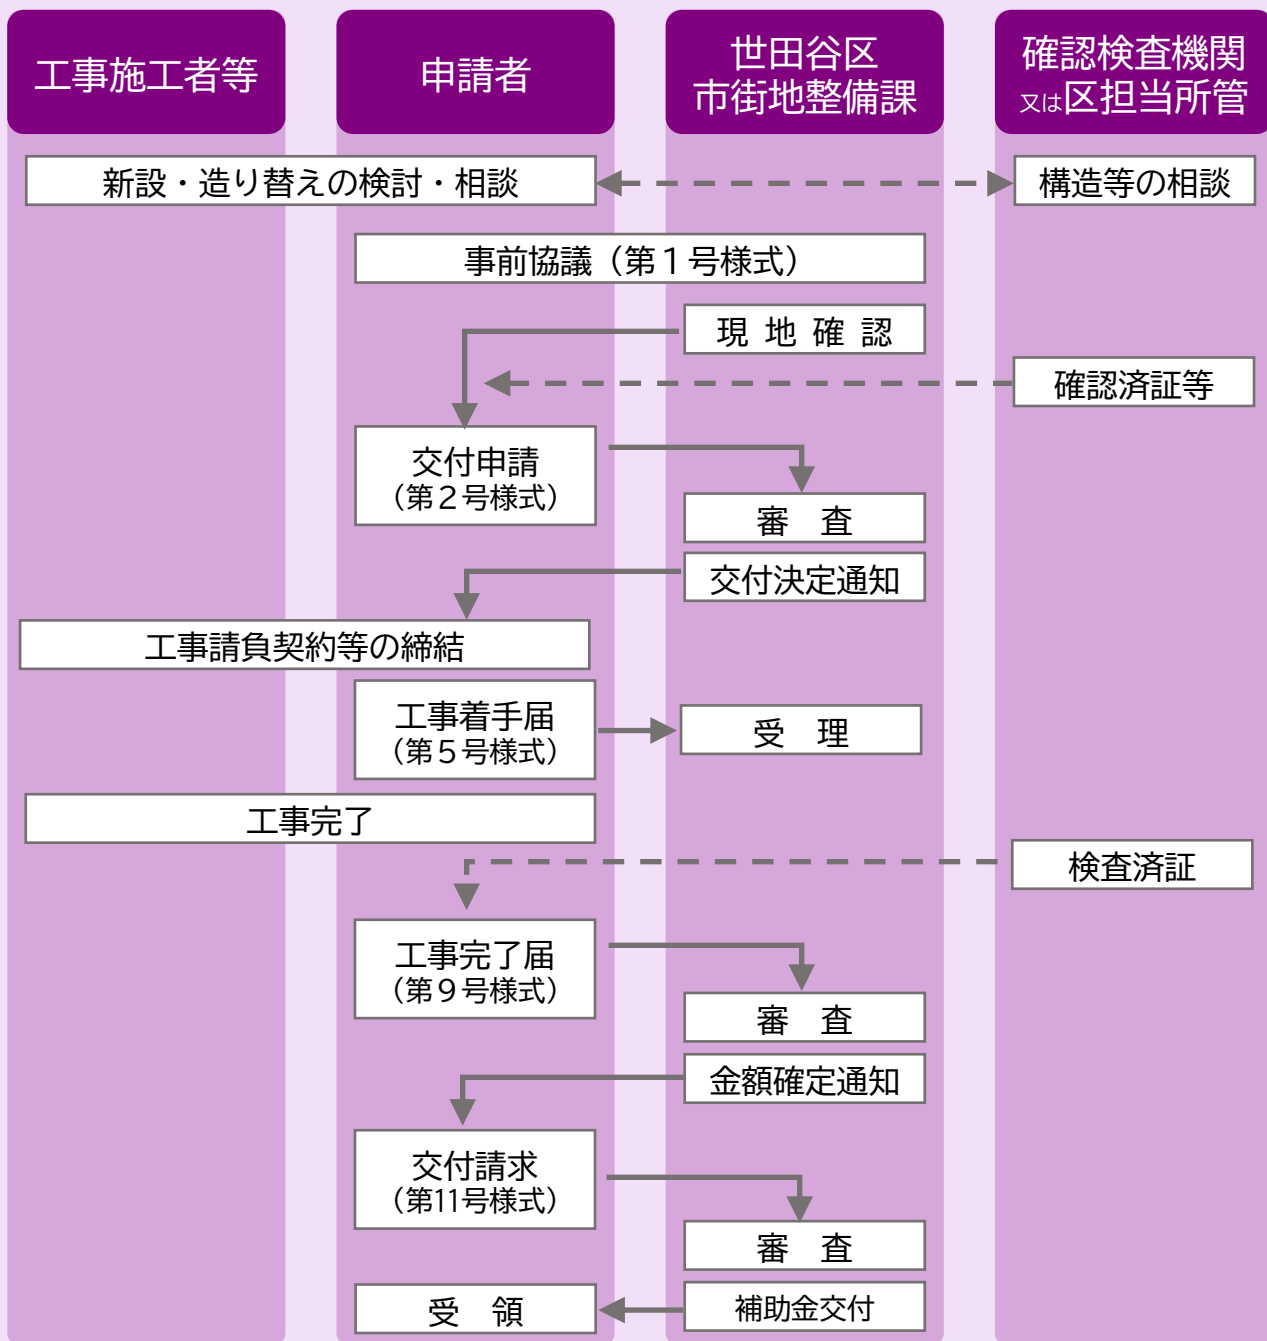 工事施工者等
申請者
世田谷区
市街地整備課
確認検査機関
又は区担当所管
新設・造り替えの検討・相談
構造等の相談
事前協議（第１号様式）
現 地 確 認
確認済証等
交付申請
（第２号様式）
審　査
交付決定通知
工事請負契約等の締結
工事着手届
（第５号様式）
受　理
工事完了
検査済証
工事完了届
（第９号様式）
審　査
金額確定通知
交付請求
（第11号様式）
審　査
補助金交付
受　領